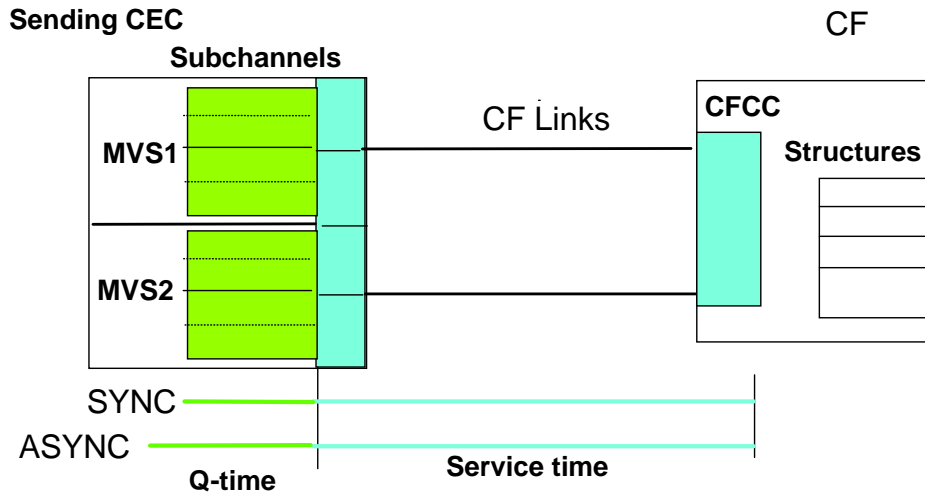 Sending CEC
CF
Subchannels
CFCC
CF Links
MVS1
Structures
MVS2
SYNC
ASYNC
Q-time
Service time